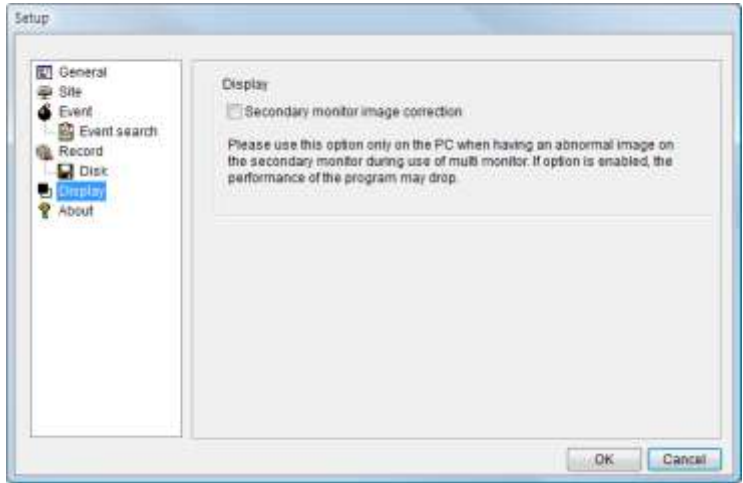 Setup
General
Site
Event
Event search
Record
Disk
Display
About
Display
Secondary monitor image correction
Please use this option only on the PC when having an abnormal image on
the secondary monitor during use of multi monitor. If option is enabled, the
performance of the program may drop.
OK
Cancel